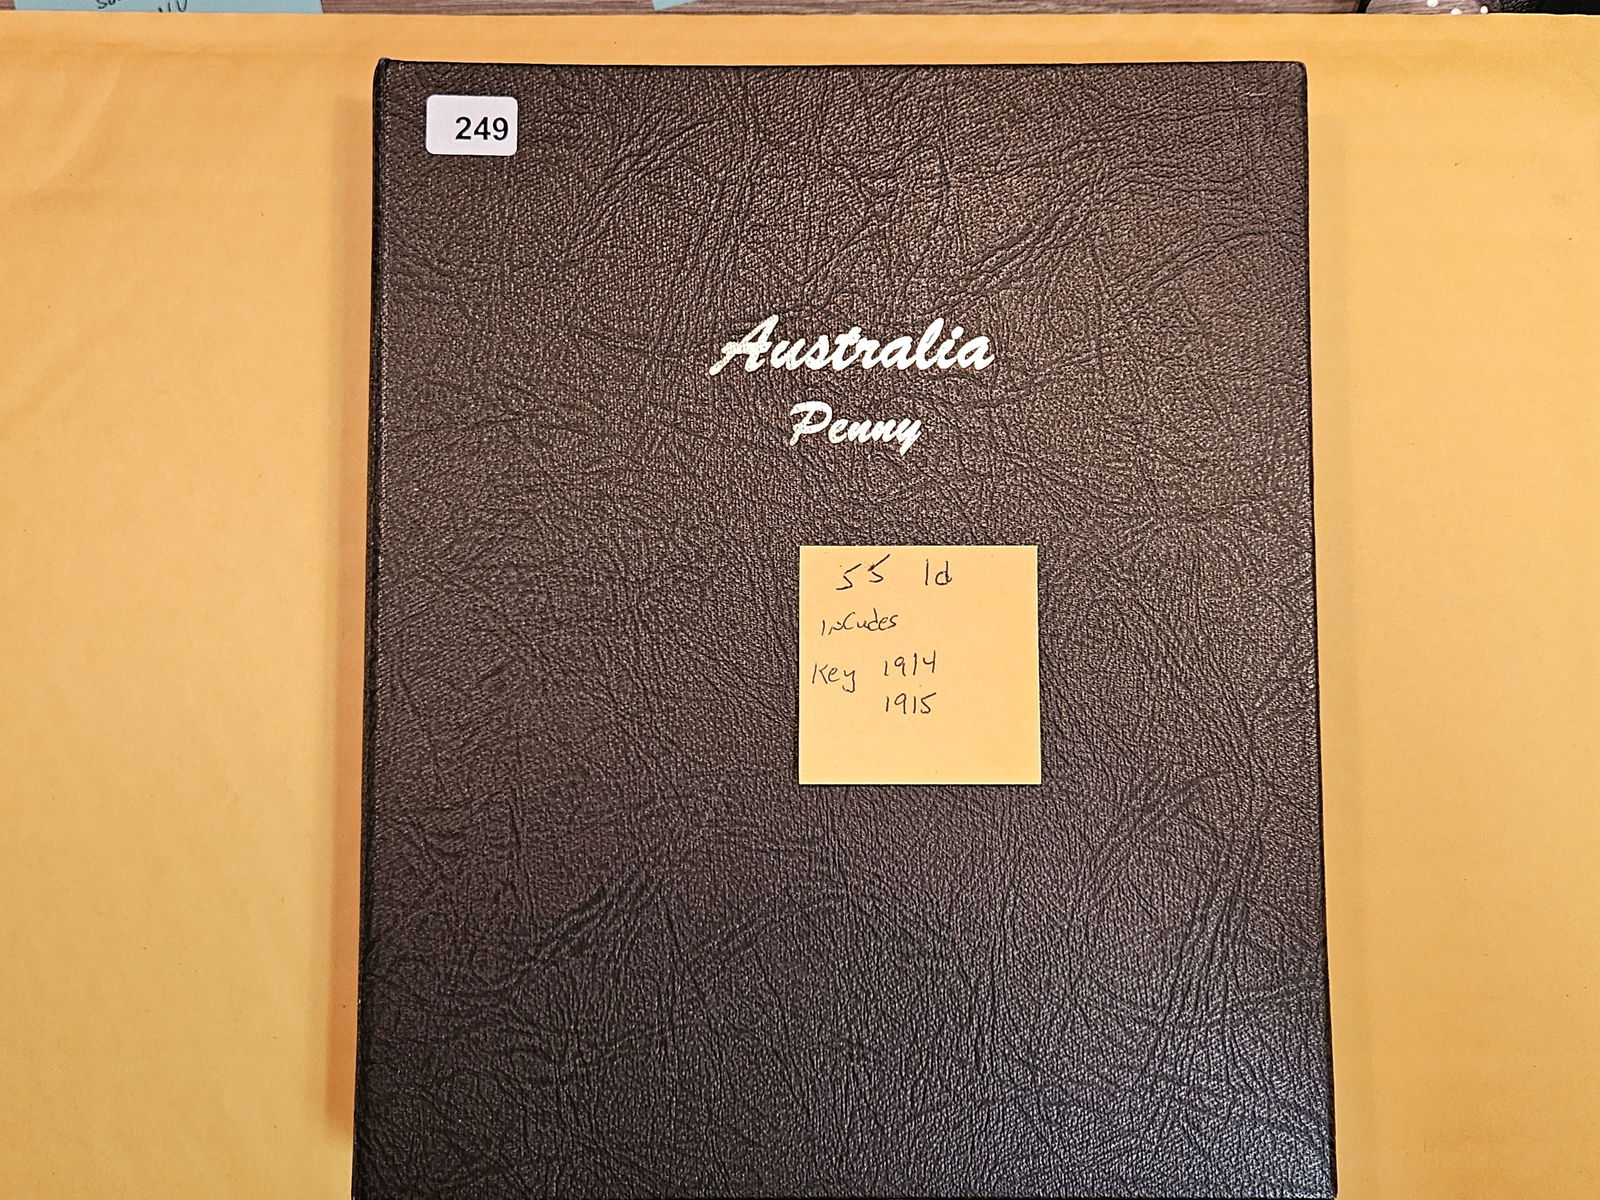 249
Australia
Penny
55 1d
Includes
Key 1914
1915